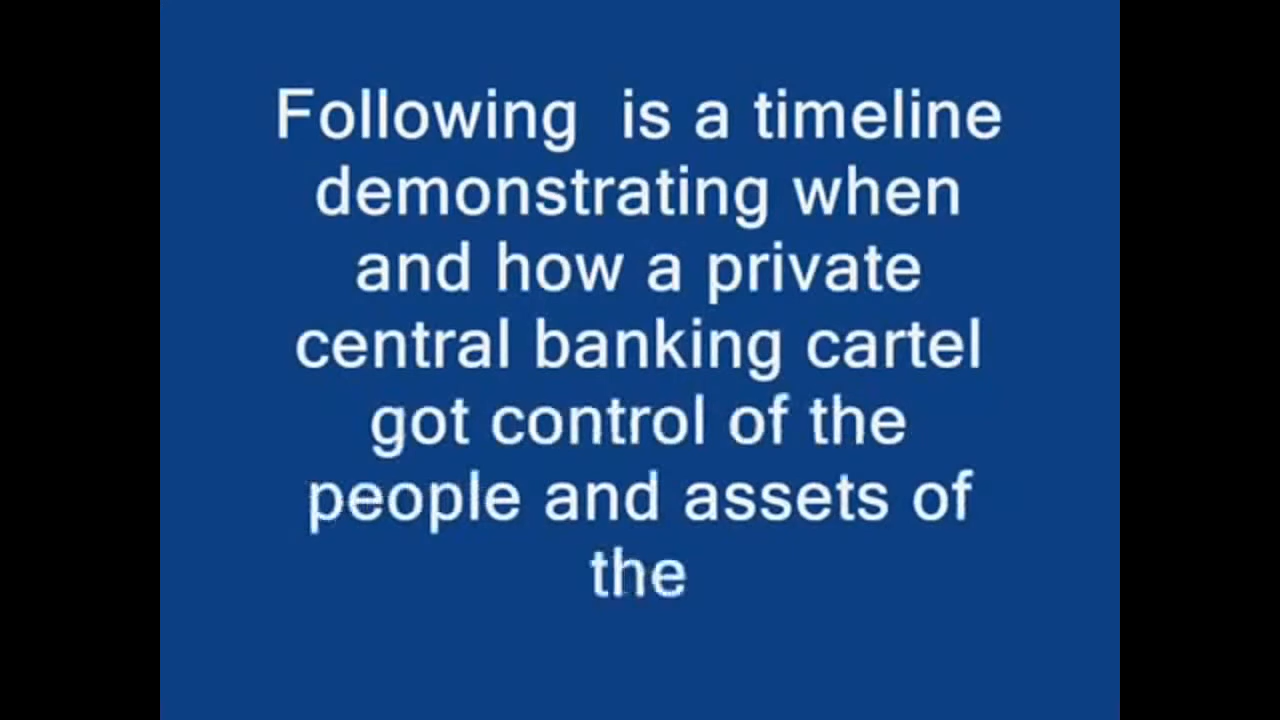 Following  is a timeline
demonstrating when
and how a private
central banking cartel
got control of the
people and assets of
the